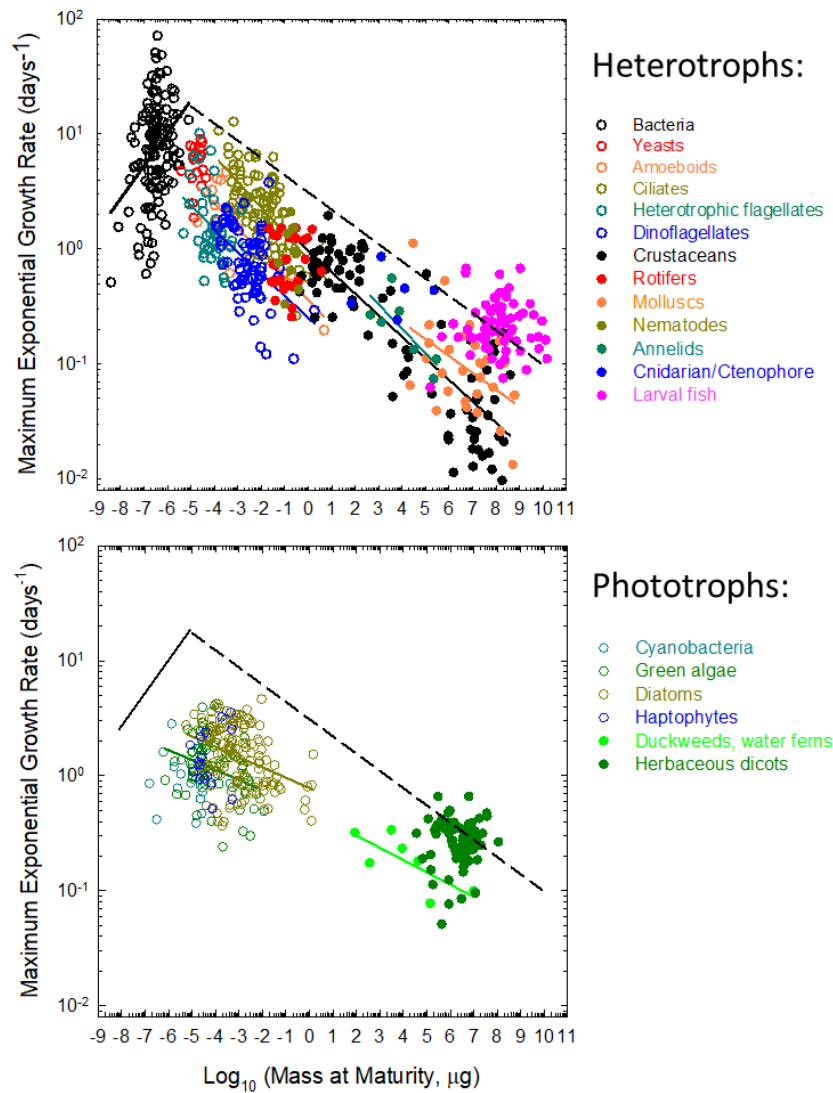 Maximum Exponential Growth Rate (days-1)
10²
10¹
10⁰
10⁻¹
10⁻²
-9 -8 -7 -6 -5 -4 -3 -2 -1 0 1 2 3 4 5 6 7 8 9 10 11
Heterotrophs:
Bacteria
Yeasts
Amoeboids
Ciliates
Heterotrophic flagellates
Dinoflagellates
Crustaceans
Rotifers
Molluscs
Nematodes
Annelids
Cnidarian/Ctenophore
Larval fish
Maximum Exponential Growth Rate (days⁻¹)
10²
10¹
10⁰
10⁻¹
10⁻²
-9 -8 -7 -6 -5 -4 -3 -2 -1 0 1 2 3 4 5 6 7 8 9 10 11
Log₁₀ (Mass at Maturity, µg)
Phototrophs:
Cyanobacteria
Green algae
Diatoms
Haptophytes
Duckweeds, water ferns
Herbaceous dicots